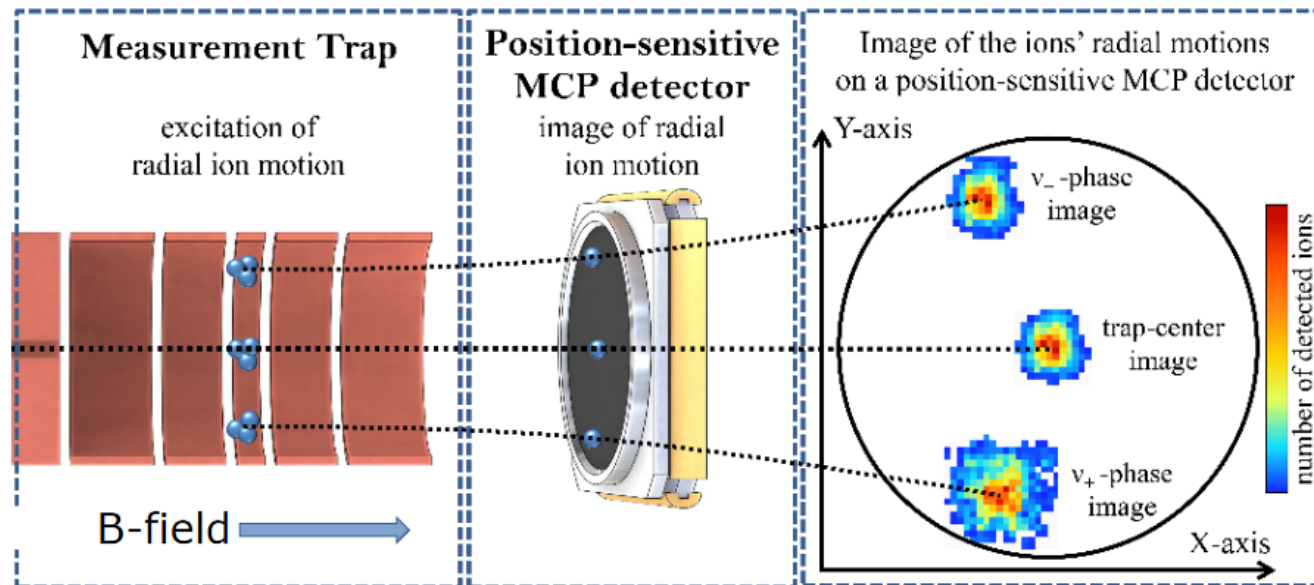 Measurement Trap
excitation of
radial ion motion
B-field
Position-sensitive
MCP detector
image of radial
ion motion
Image of the ions' radial motions
on a position-sensitive MCP detector
Y-axis
ν₋-phase
image
trap-center
image
ν₊-phase
image
X-axis
number of detected ions